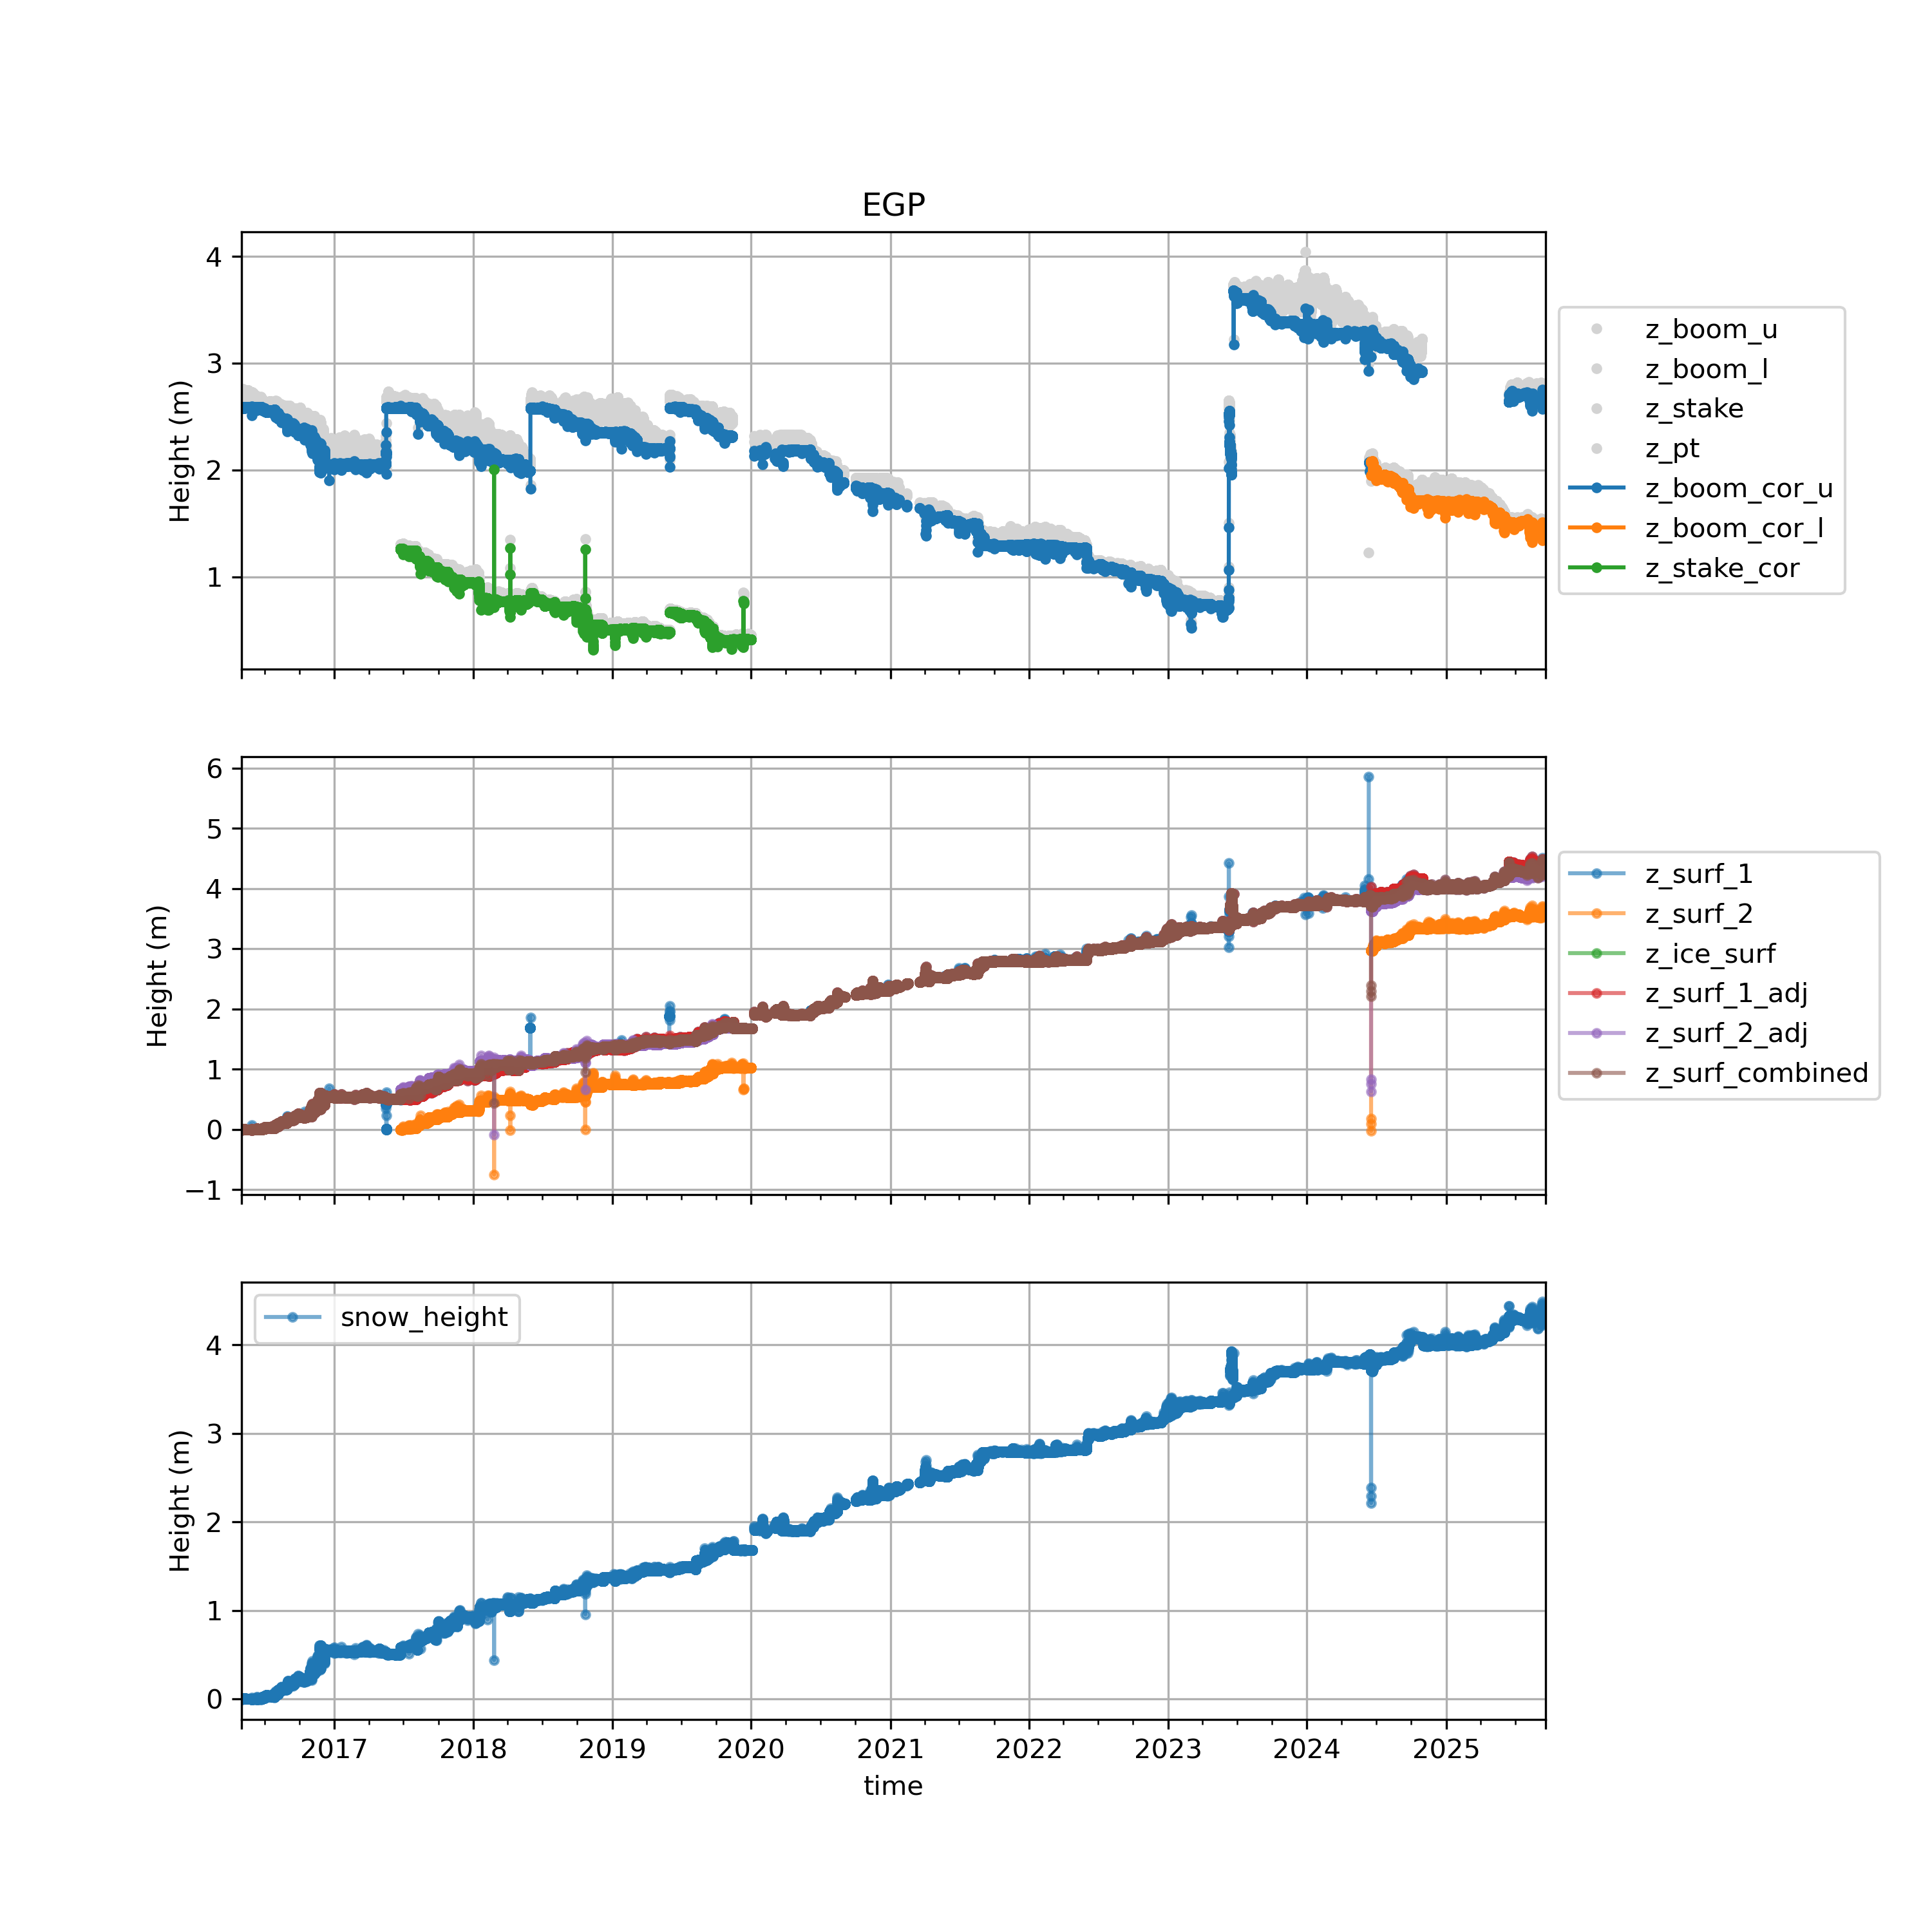 EGP
4
3
2
1
Height (m)
z_boom_u
z_boom_l
z_stake
z_pt
z_boom_cor_u
z_boom_cor_l
z_stake_cor
6
5
4
3
2
1
0
−1
Height (m)
z_surf_1
z_surf_2
z_ice_surf
z_surf_1_adj
z_surf_2_adj
z_surf_combined
snow_height
4
3
2
1
0
Height (m)
2017 2018 2019 2020 2021 2022 2023 2024 2025
time